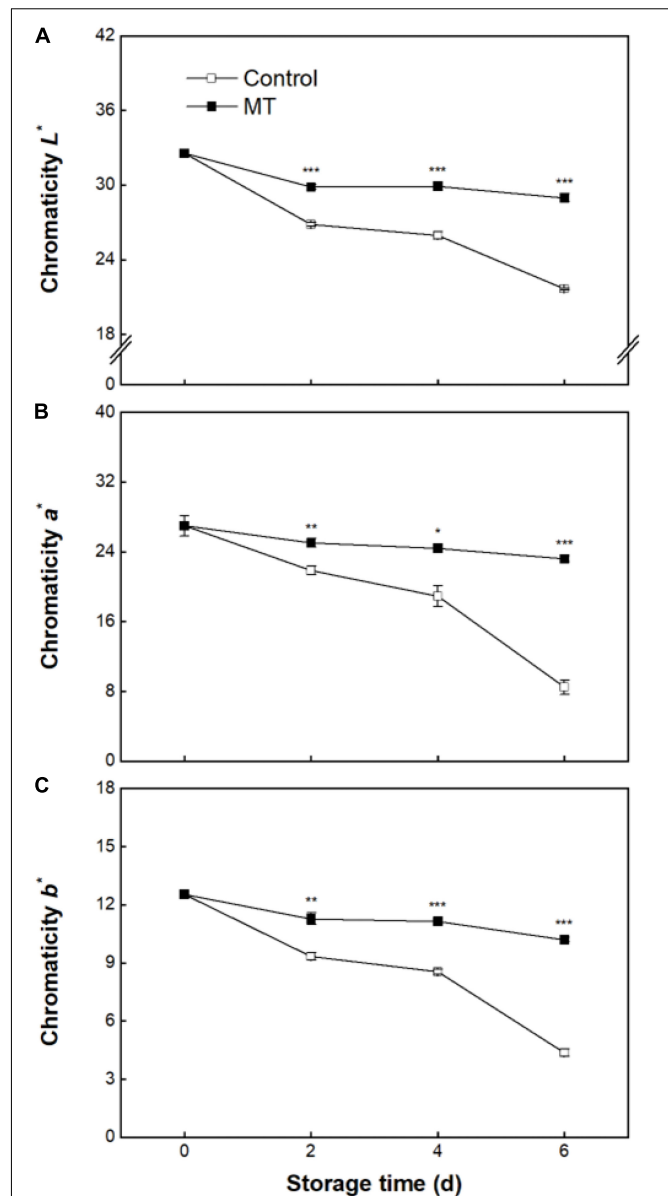 A
42
36
30
24
18
0
Chromaticity L*
Control
MT
*** *** ***
B
40
32
24
16
8
0
Chromaticity a*
** * ***
C
18
15
12
9
6
3
0
Chromaticity b*
** *** ***
0 2 4 6
Storage time (d)